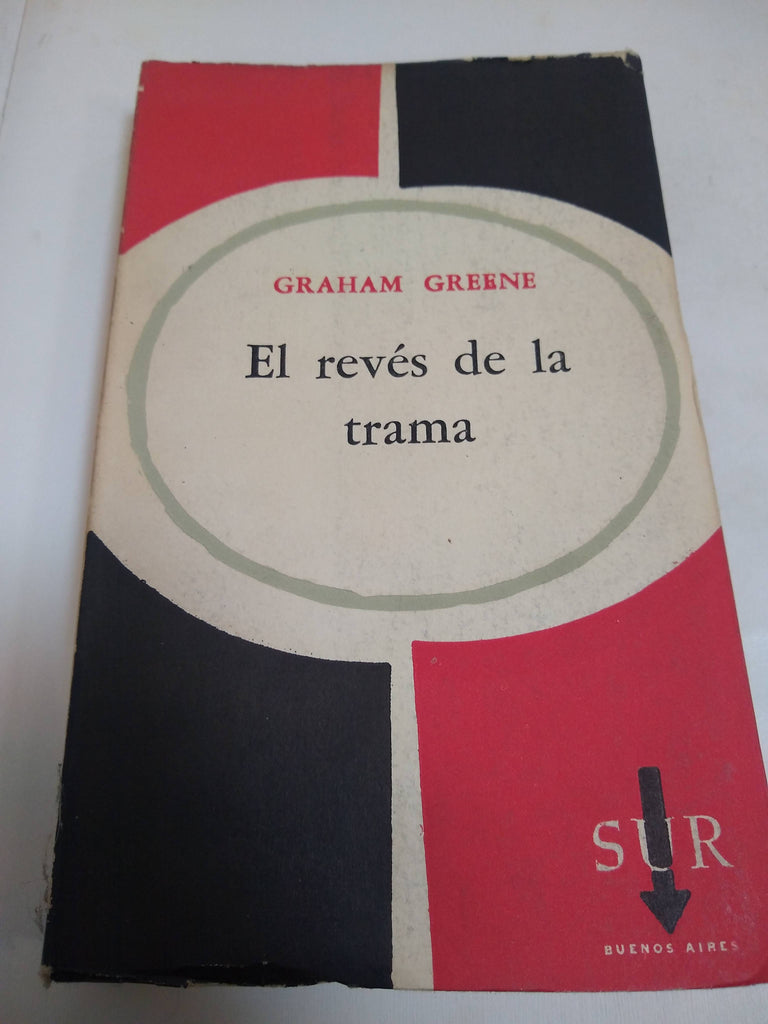 GRAHAM GREENE
El revés de la
trama
SUR
BUENOS AIRES